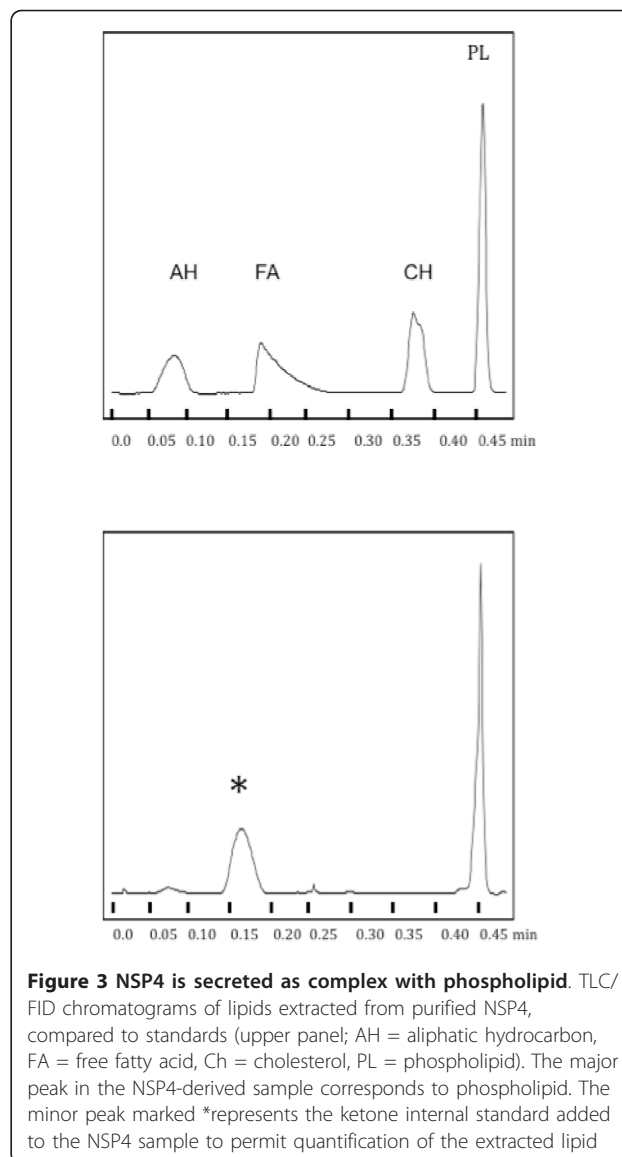 PL
AH FA CH
0.0 0.05 0.10 0.15 0.20 0.25 0.30 0.35 0.40 0.45 min
*
0.0 0.05 0.10 0.15 0.20 0.25 0.30 0.35 0.40 0.45 min
Figure 3 NSP4 is secreted as complex with phospholipid. TLC/
FID chromatograms of lipids extracted from purified NSP4,
compared to standards (upper panel; AH = aliphatic hydrocarbon,
FA = free fatty acid, Ch = cholesterol, PL = phospholipid). The major
peak in the NSP4-derived sample corresponds to phospholipid. The
minor peak marked *represents the ketone internal standard added
to the NSP4 sample to permit quantification of the extracted lipid